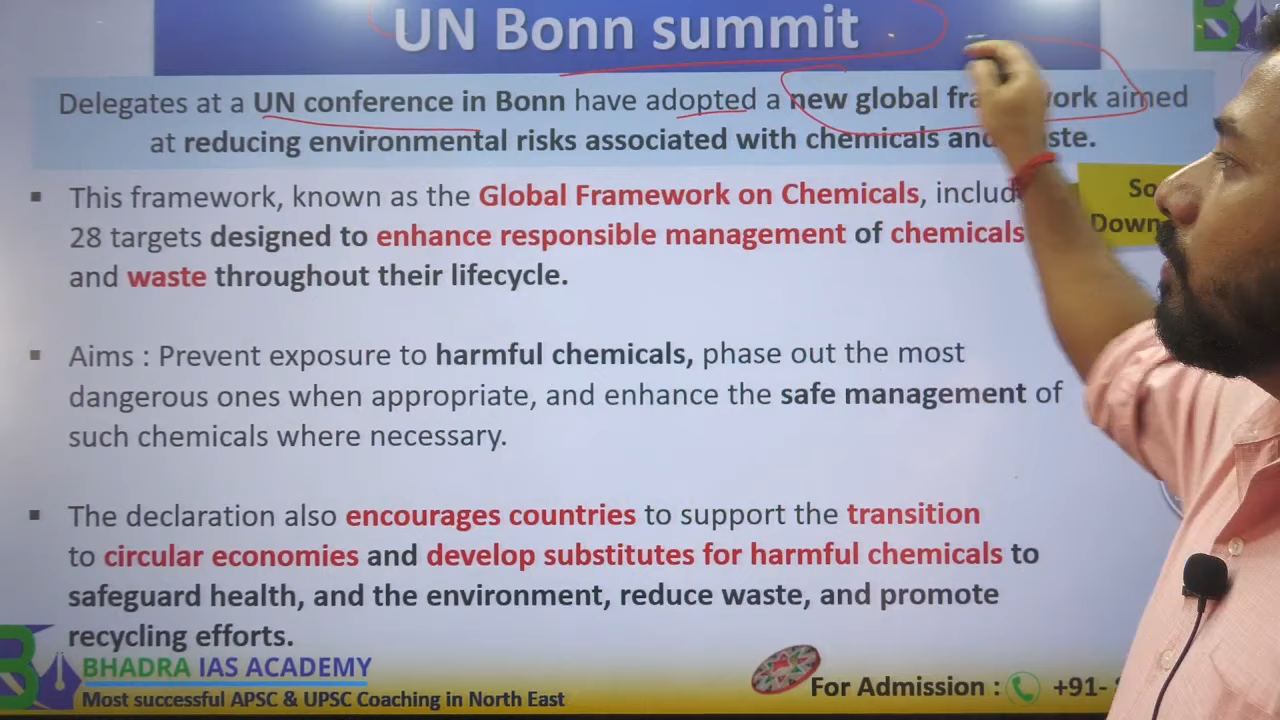 UN Bonn summit
Delegates at a UN conference in Bonn have adopted a new global aimed
at reducing environmental risks associated with chemicals and
This framework, known as the Global Framework on Chemicals,
28 targets designed to enhance responsible management of chemicals
and waste throughout their lifecycle.
Aims : Prevent exposure to harmful chemicals, phase out the most
dangerous ones when appropriate, and enhance the safe management of
such chemicals where necessary.
The declaration also encourages countries to support the transition
to circular economies and develop substitutes for harmful chemicals to
safeguard health, and the environment, reduce waste, and promote
recycling efforts.
BHADRA IAS ACADEMY
Most successful APSC & UPSC Coaching in North East
For Admission : +91-